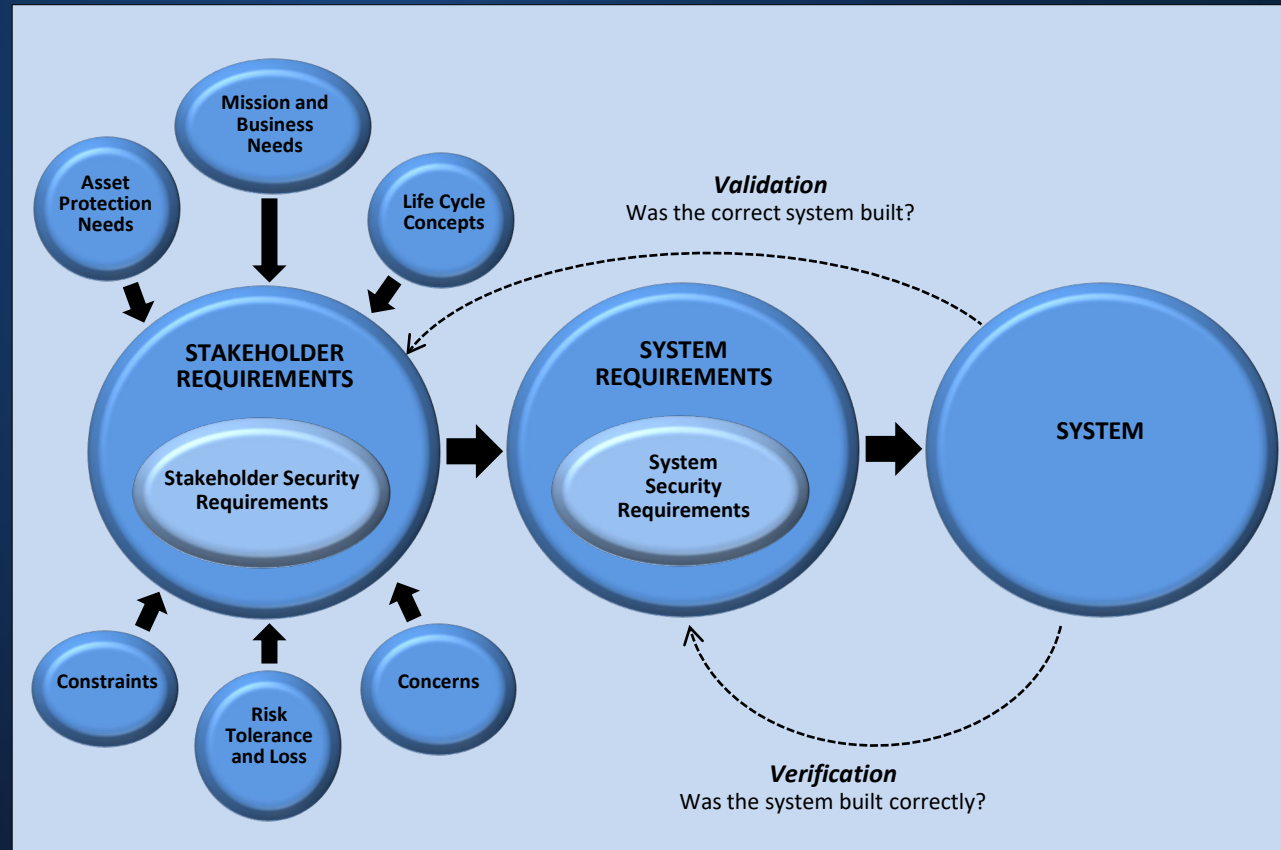 Mission and
Business
Needs
Asset
Protection
Needs
Life Cycle
Concepts
Validation
Was the correct system built?
STAKEHOLDER
REQUIREMENTS
Stakeholder Security
Requirements
SYSTEM
REQUIREMENTS
System
Security
Requirements
SYSTEM
Constraints
Risk
Tolerance
and Loss
Concerns
Verification
Was the system built correctly?